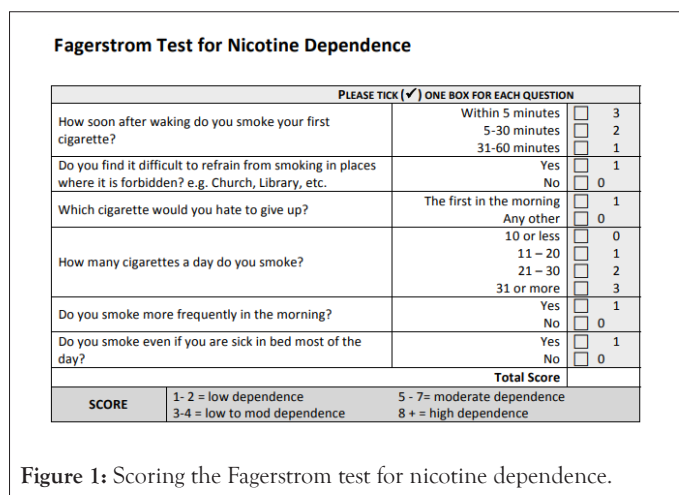 Fagerstrom Test for Nicotine Dependence
PLEASE TICK (✓) ONE BOX FOR EACH QUESTION
How soon after waking do you smoke your first
cigarette?
Within 5 minutes 3
5-30 minutes 2
31-60 minutes 1
Do you find it difficult to refrain from smoking in places
where it is forbidden? e.g. Church, Library, etc.
Yes 1
No 0
Which cigarette would you hate to give up?
The first in the morning 1
Any other 0
How many cigarettes a day do you smoke?
10 or less 0
11 – 20 1
21 – 30 2
31 or more 3
Do you smoke more frequently in the morning?
Yes 1
No 0
Do you smoke even if you are sick in bed most of the
day?
Yes 1
No 0
Total Score
SCORE
1- 2 = low dependence
3-4 = low to mod dependence
5 - 7= moderate dependence
8 + = high dependence
Figure 1: Scoring the Fagerstrom test for nicotine dependence.